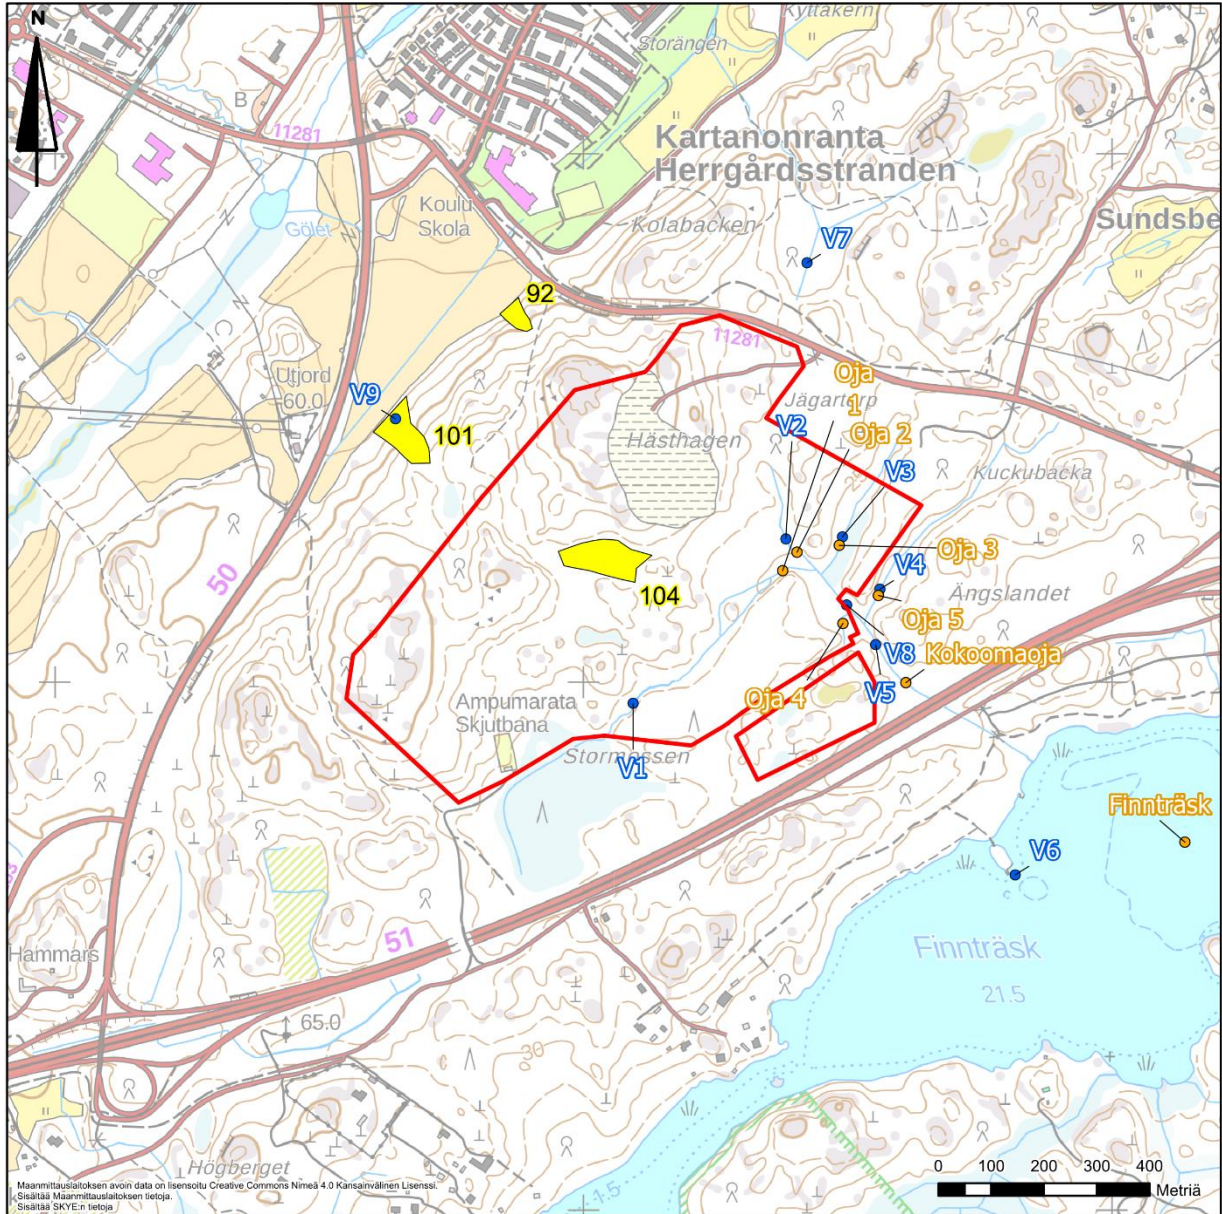 N
Kyttåkern
Storängen
B
11281
Kartanonranta
Herrgårdsstranden
Koulu
Skola
Gölet
Kolabacken
Sundsbe
V7
92
11281
Utjord
60.0
V9
101
Oja
1
Jägartorp
Oja 2
V2
Hästhagen
V3
Kuckubacka
50
Oja 3
V4
104
Ängslandet
Oja 5
V8
Kokoomaoja
V5
Oja 4
Ampumarata
Skjutbana
Stormossen
V1
Finnträsk
V6
51
Hammars
Finnträsk
21.5
65.0
30
Högberget
1.5
0 100 200 300 400
Metriä
Maanmittauslaitoksen avoin data on lisensoitu Creative Commons Nimeä 4.0 Kansainvälinen Lisenssi.
Sisältää Maanmittauslaitoksen tietoja.
Sisältää SKYE:n tietoja